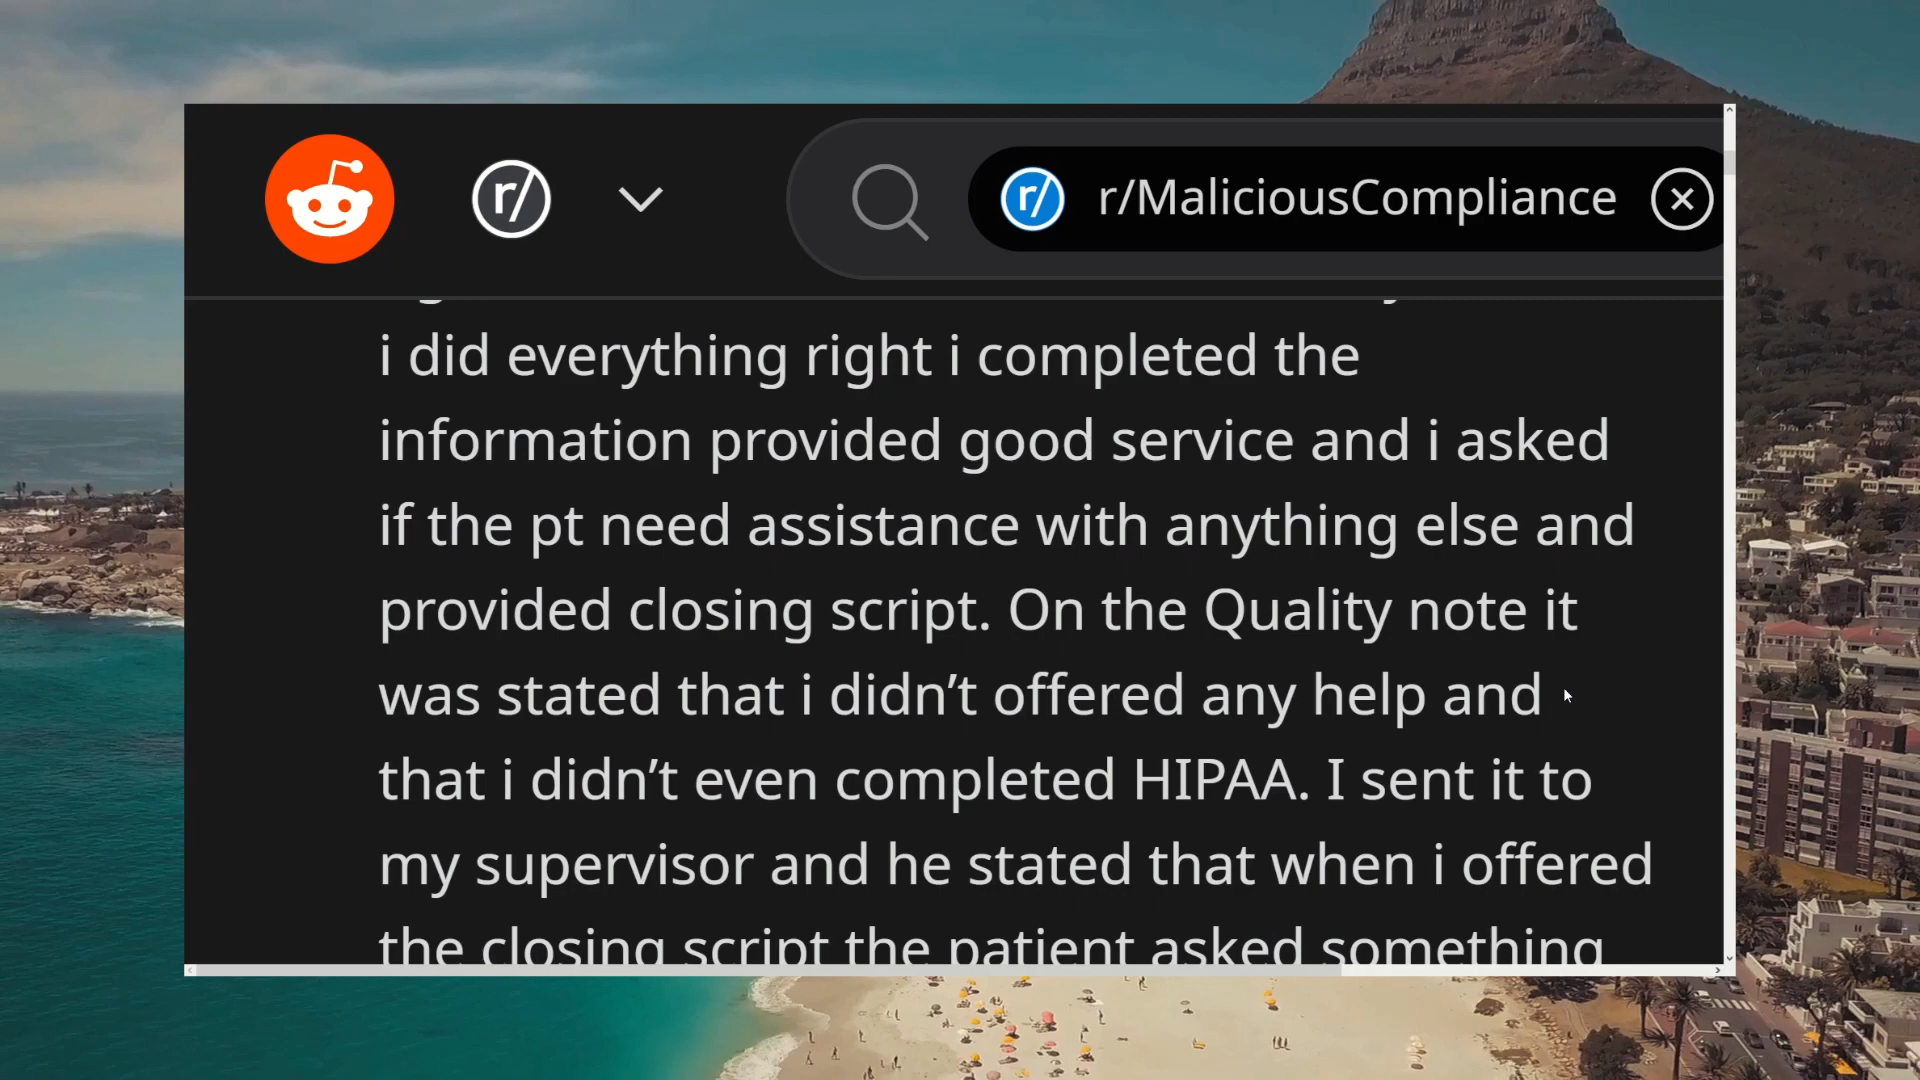 r/
r/ r/MaliciousCompliance
i did everything right i completed the
information provided good service and i asked
if the pt need assistance with anything else and
provided closing script. On the Quality note it
was stated that i didn’t offered any help and
that i didn’t even completed HIPAA. I sent it to
my supervisor and he stated that when i offered
the closing script the patient asked something